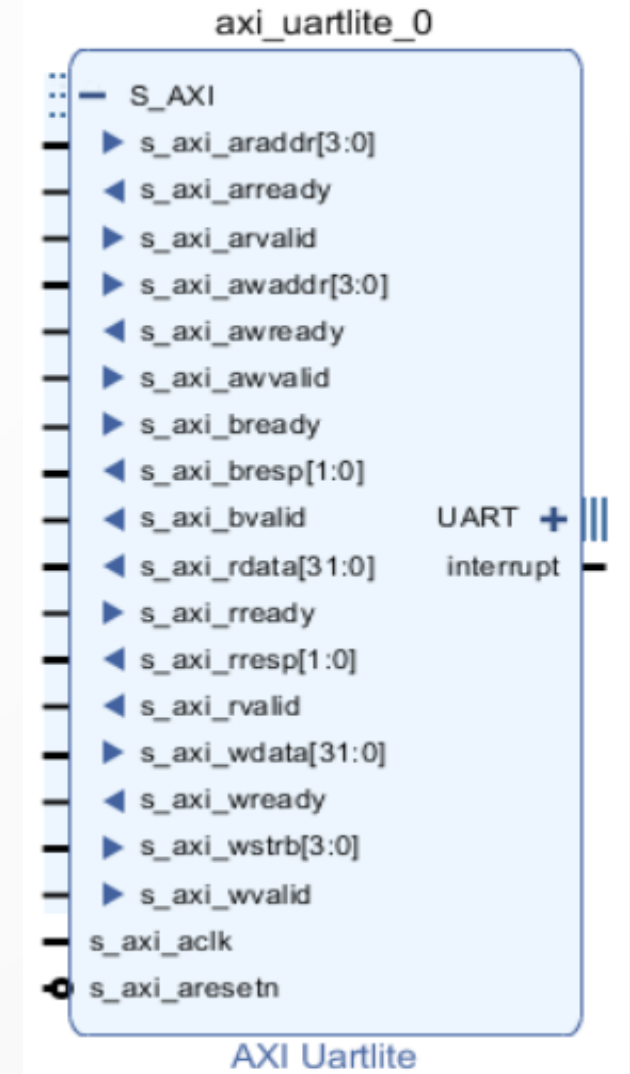 axi_uartlite_0
S_AXI
s_axi_araddr[3:0]
s_axi_arready
s_axi_arvalid
s_axi_awaddr[3:0]
s_axi_awready
s_axi_awvalid
s_axi_bready
s_axi_bresp[1:0]
s_axi_bvalid
UART
s_axi_rdata[31:0]
interrupt
s_axi_rready
s_axi_rresp[1:0]
s_axi_rvalid
s_axi_wdata[31:0]
s_axi_wready
s_axi_wstrb[3:0]
s_axi_wvalid
s_axi_aclk
s_axi_aresetn
AXI Uartlite